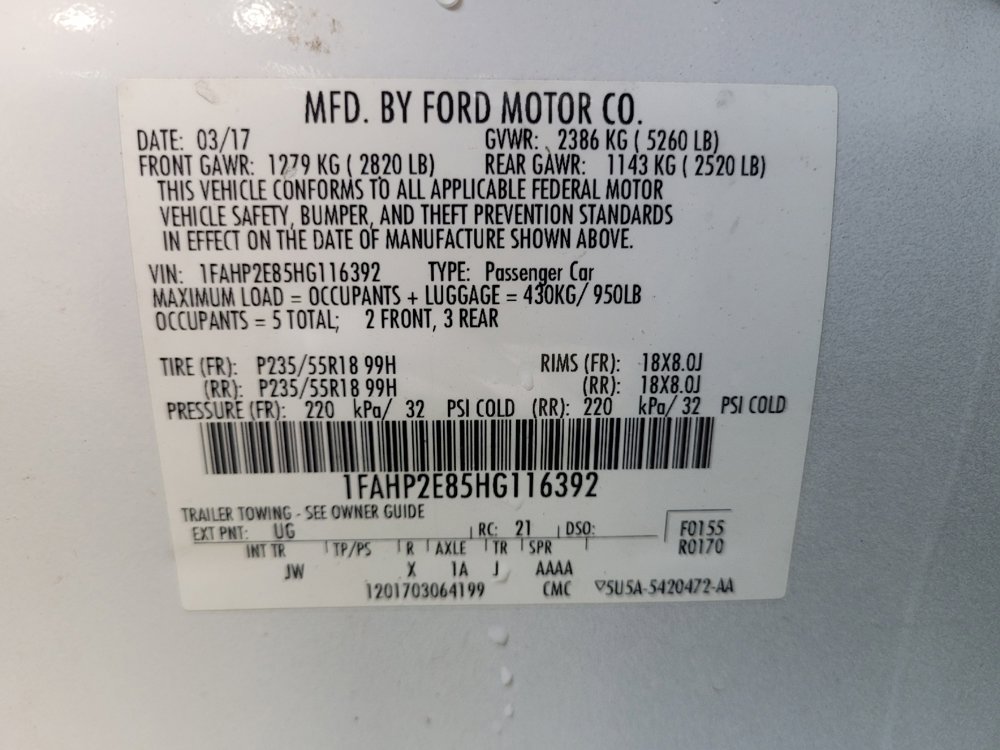 MFD. BY FORD MOTOR CO.
DATE: 03/17 GVWR: 2386 KG ( 5260 LB)
FRONT GAWR: 1279 KG ( 2820 LB) REAR GAWR: 1143 KG ( 2520 LB)
THIS VEHICLE CONFORMS TO ALL APPLICABLE FEDERAL MOTOR
VEHICLE SAFETY, BUMPER, AND THEFT PREVENTION STANDARDS
IN EFFECT ON THE DATE OF MANUFACTURE SHOWN ABOVE.
VIN: 1FAHP2E85HG116392 TYPE: Passenger Car
MAXIMUM LOAD = OCCUPANTS + LUGGAGE = 430KG/ 950LB
OCCUPANTS = 5 TOTAL; 2 FRONT, 3 REAR
TIRE (FR): P235/55R18 99H RIMS (FR): 18X8.0J
(RR): P235/55R18 99H (RR): 18X8.0J
PRESSURE (FR): 220 kPa/ 32 PSI COLD (RR): 220 kPa/ 32 PSI COLD
1FAHP2E85HG116392
TRAILER TOWING - SEE OWNER GUIDE
EXT PNT: UG RC: 21 DSO: F0155
INT TR TP/PS R AXLE TR SPR R0170
JW X 1A J AAAA
1201703064199 CMC ▽5U5A-5420472-AA